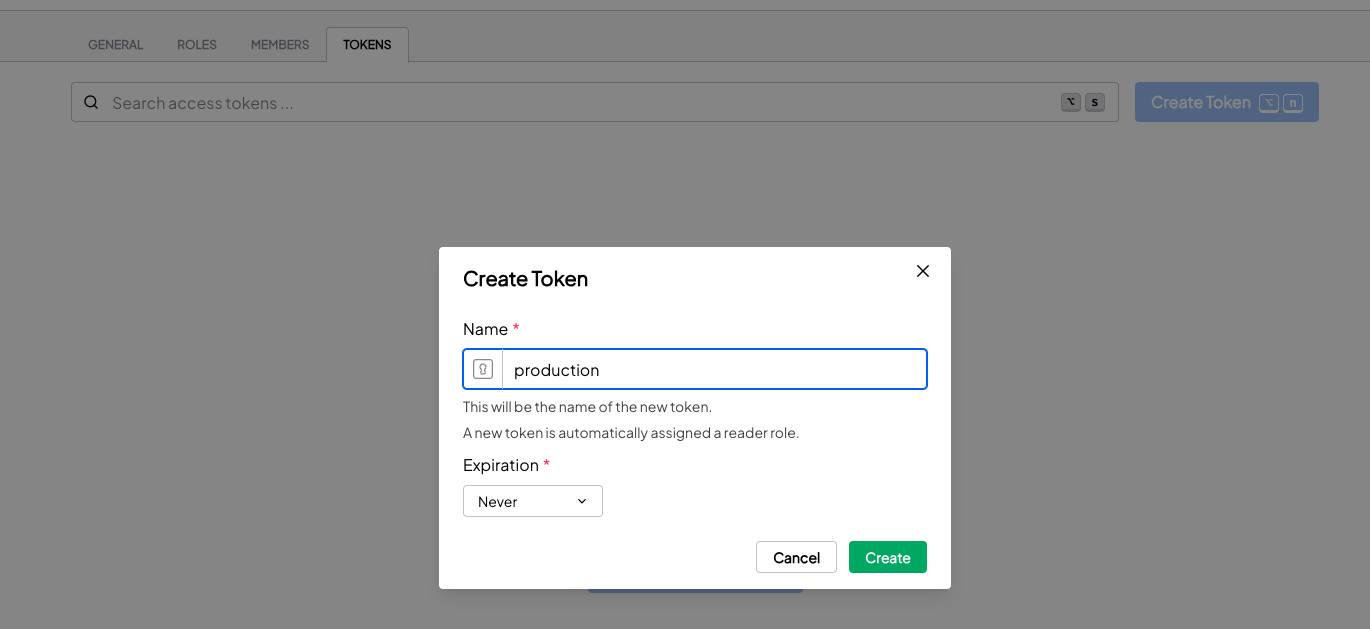 GENERAL ROLES MEMBERS TOKENS
Search access tokens ... ⌥ s Create Token ⌥ n
Create Token
Name *
production
This will be the name of the new token.
A new token is automatically assigned a reader role.
Expiration *
Never
Cancel Create